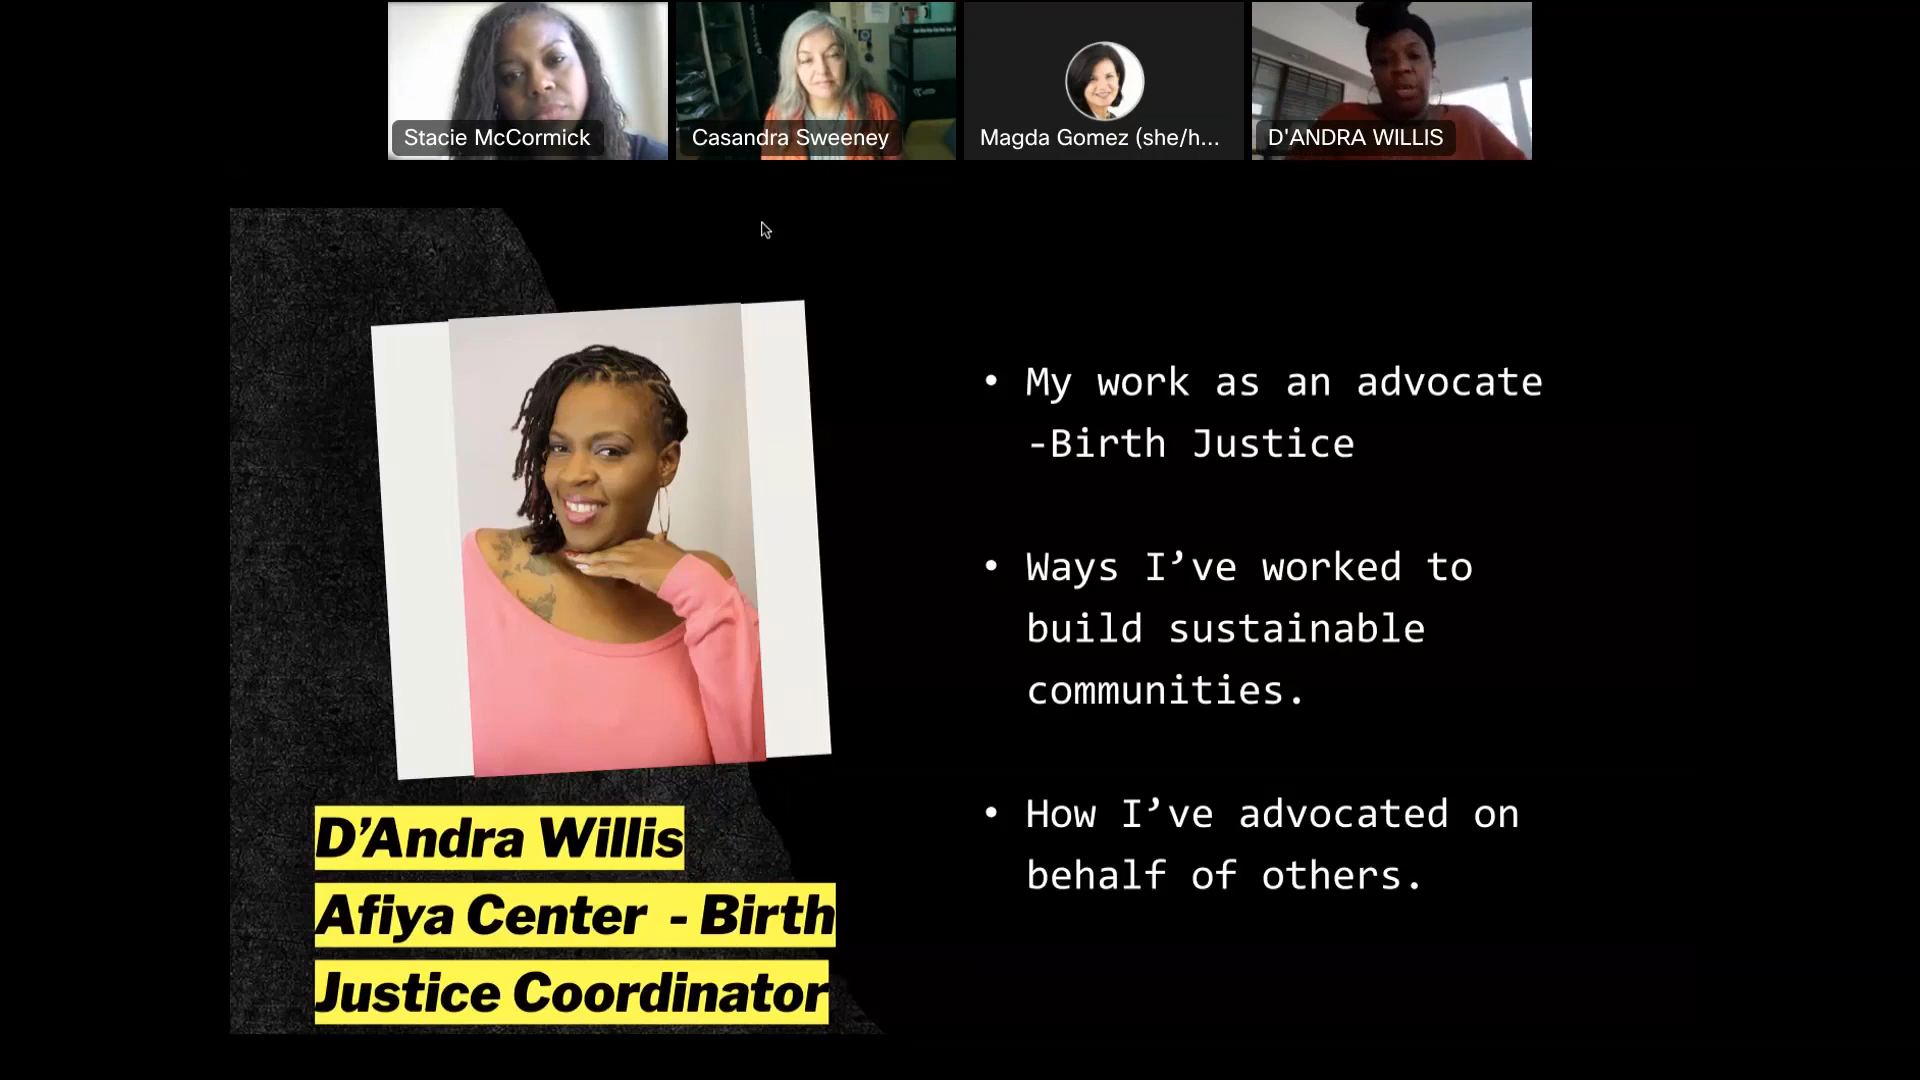 Stacie McCormick
Casandra Sweeney
Magda Gomez (she/h...
D'ANDRA WILLIS
• My work as an advocate
-Birth Justice
• Ways I’ve worked to
build sustainable
communities.
• How I’ve advocated on
behalf of others.
D’Andra Willis
Afiya Center - Birth
Justice Coordinator